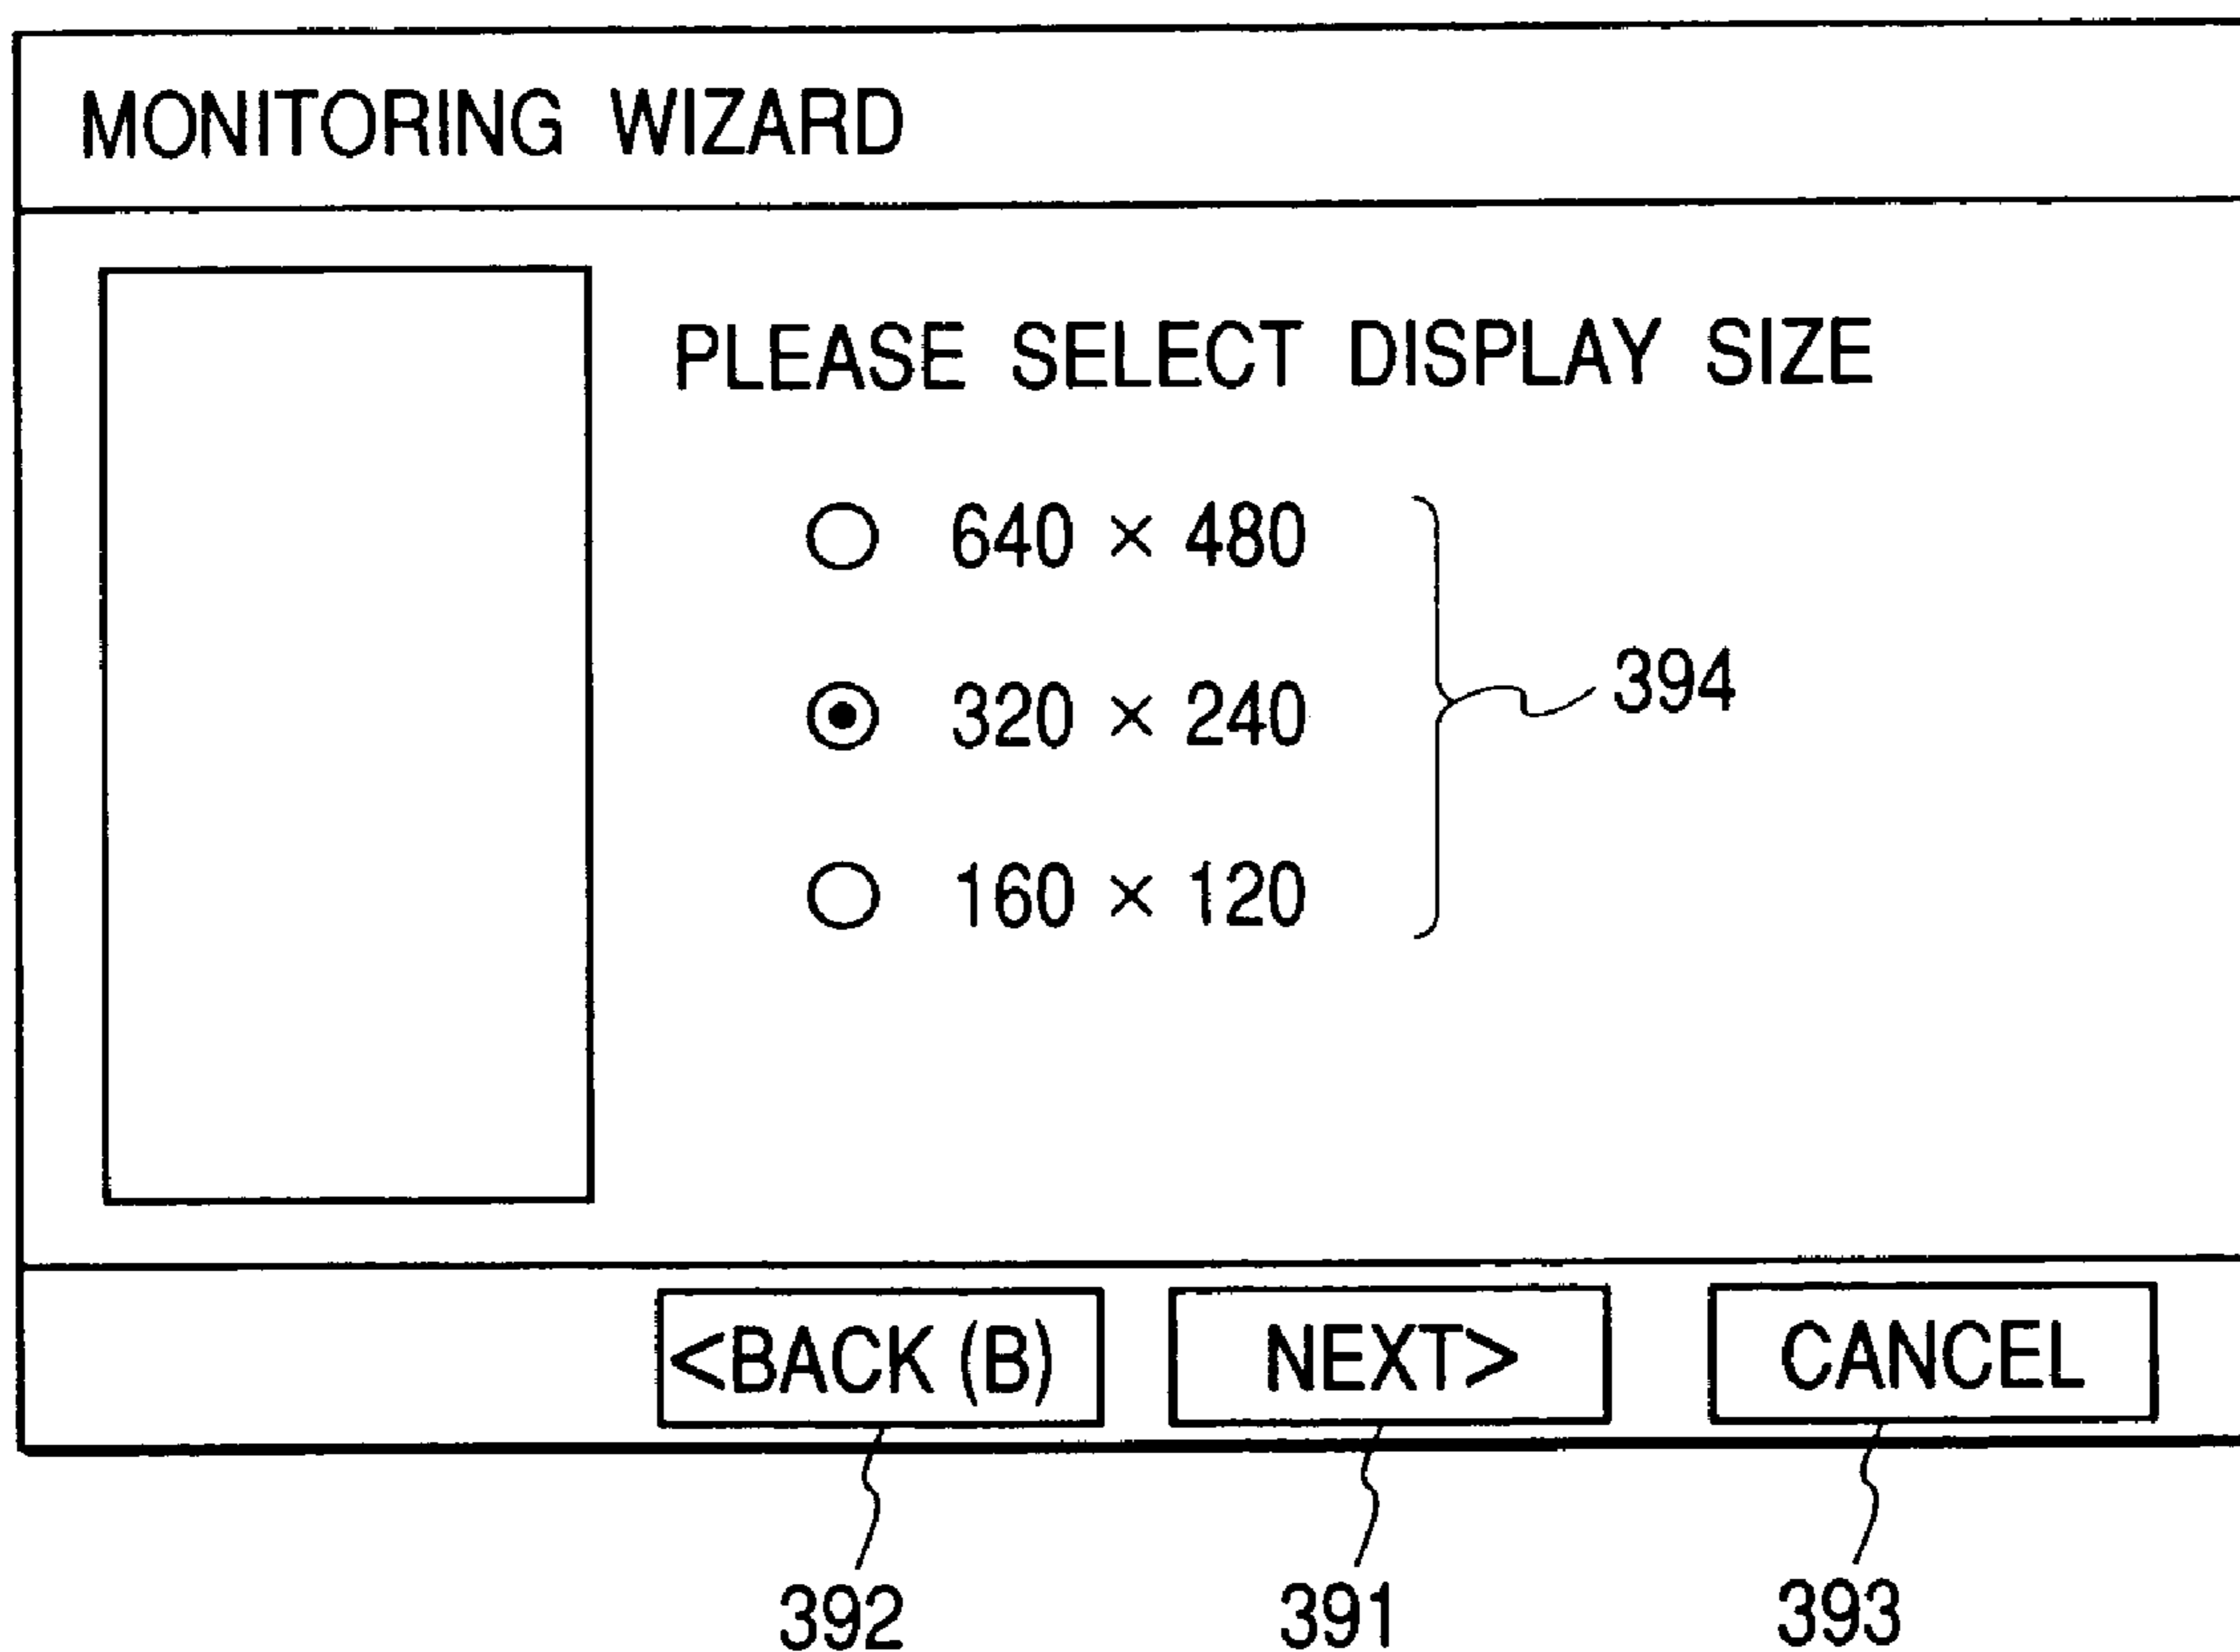 MONITORING WIZARD
PLEASE SELECT DISPLAY SIZE
640 × 480
320 × 240
394
160 × 120
<BACK (B)
NEXT>
CANCEL
392
391
393